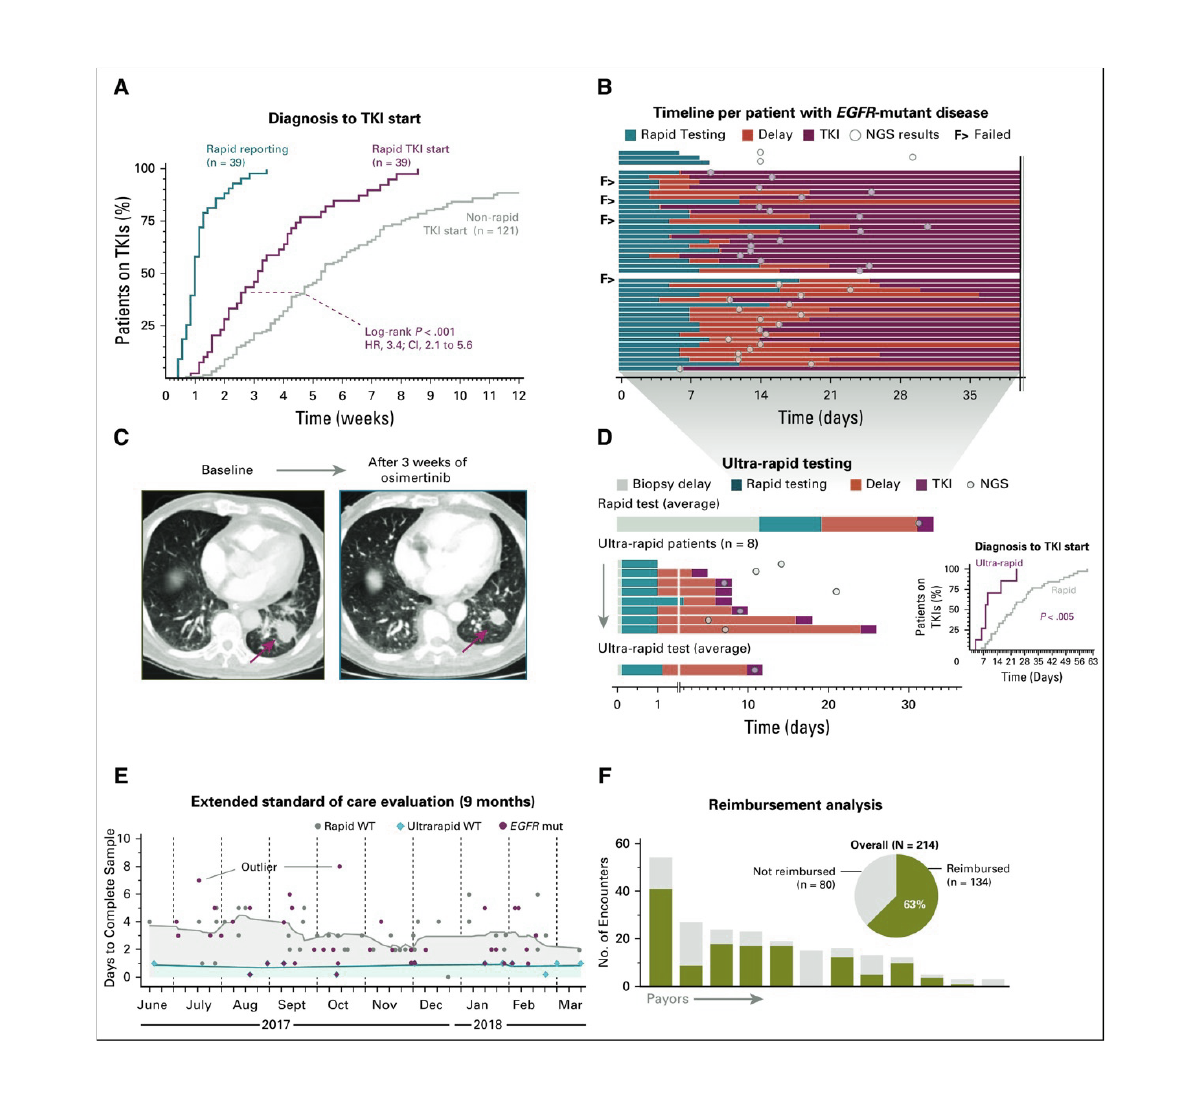 A
Diagnosis to TKI start
Rapid reporting
(n = 39)
Rapid TKI start
(n = 39)
Non-rapid
TKI start (n = 121)
Log-rank P < .001
HR, 3.4; CI, 2.1 to 5.6
Patients on TKIs (%)
100
75
50
25
0 1 2 3 4 5 6 7 8 9 10 11 12
Time (weeks)
B
Timeline per patient with EGFR-mutant disease
Rapid Testing Delay TKI NGS results F> Failed
F>
F>
F>
F>
0 7 14 21 28 35
Time (days)
C
Baseline
After 3 weeks of
osimertinib
D
Ultra-rapid testing
Biopsy delay Rapid testing Delay TKI NGS
Rapid test (average)
Ultra-rapid patients (n = 8)
Ultra-rapid test (average)
0 1 10 20 30
Time (days)
Diagnosis to TKI start
Ultra-rapid
Rapid
P < .005
Patients on
TKIs (%)
100
75
50
25
0 7 14 21 28 35 42 49 56 63
Time (Days)
E
Extended standard of care evaluation (9 months)
Rapid WT Ultrarapid WT EGFR mut
Outlier
Days to Complete Sample
10
8
6
4
2
0
June July Aug Sept Oct Nov Dec Jan Feb Mar
2017 2018
F
Reimbursement analysis
Overall (N = 214)
Not reimbursed
(n = 80)
Reimbursed
(n = 134)
63%
No. of Encounters
60
40
20
0
Payors